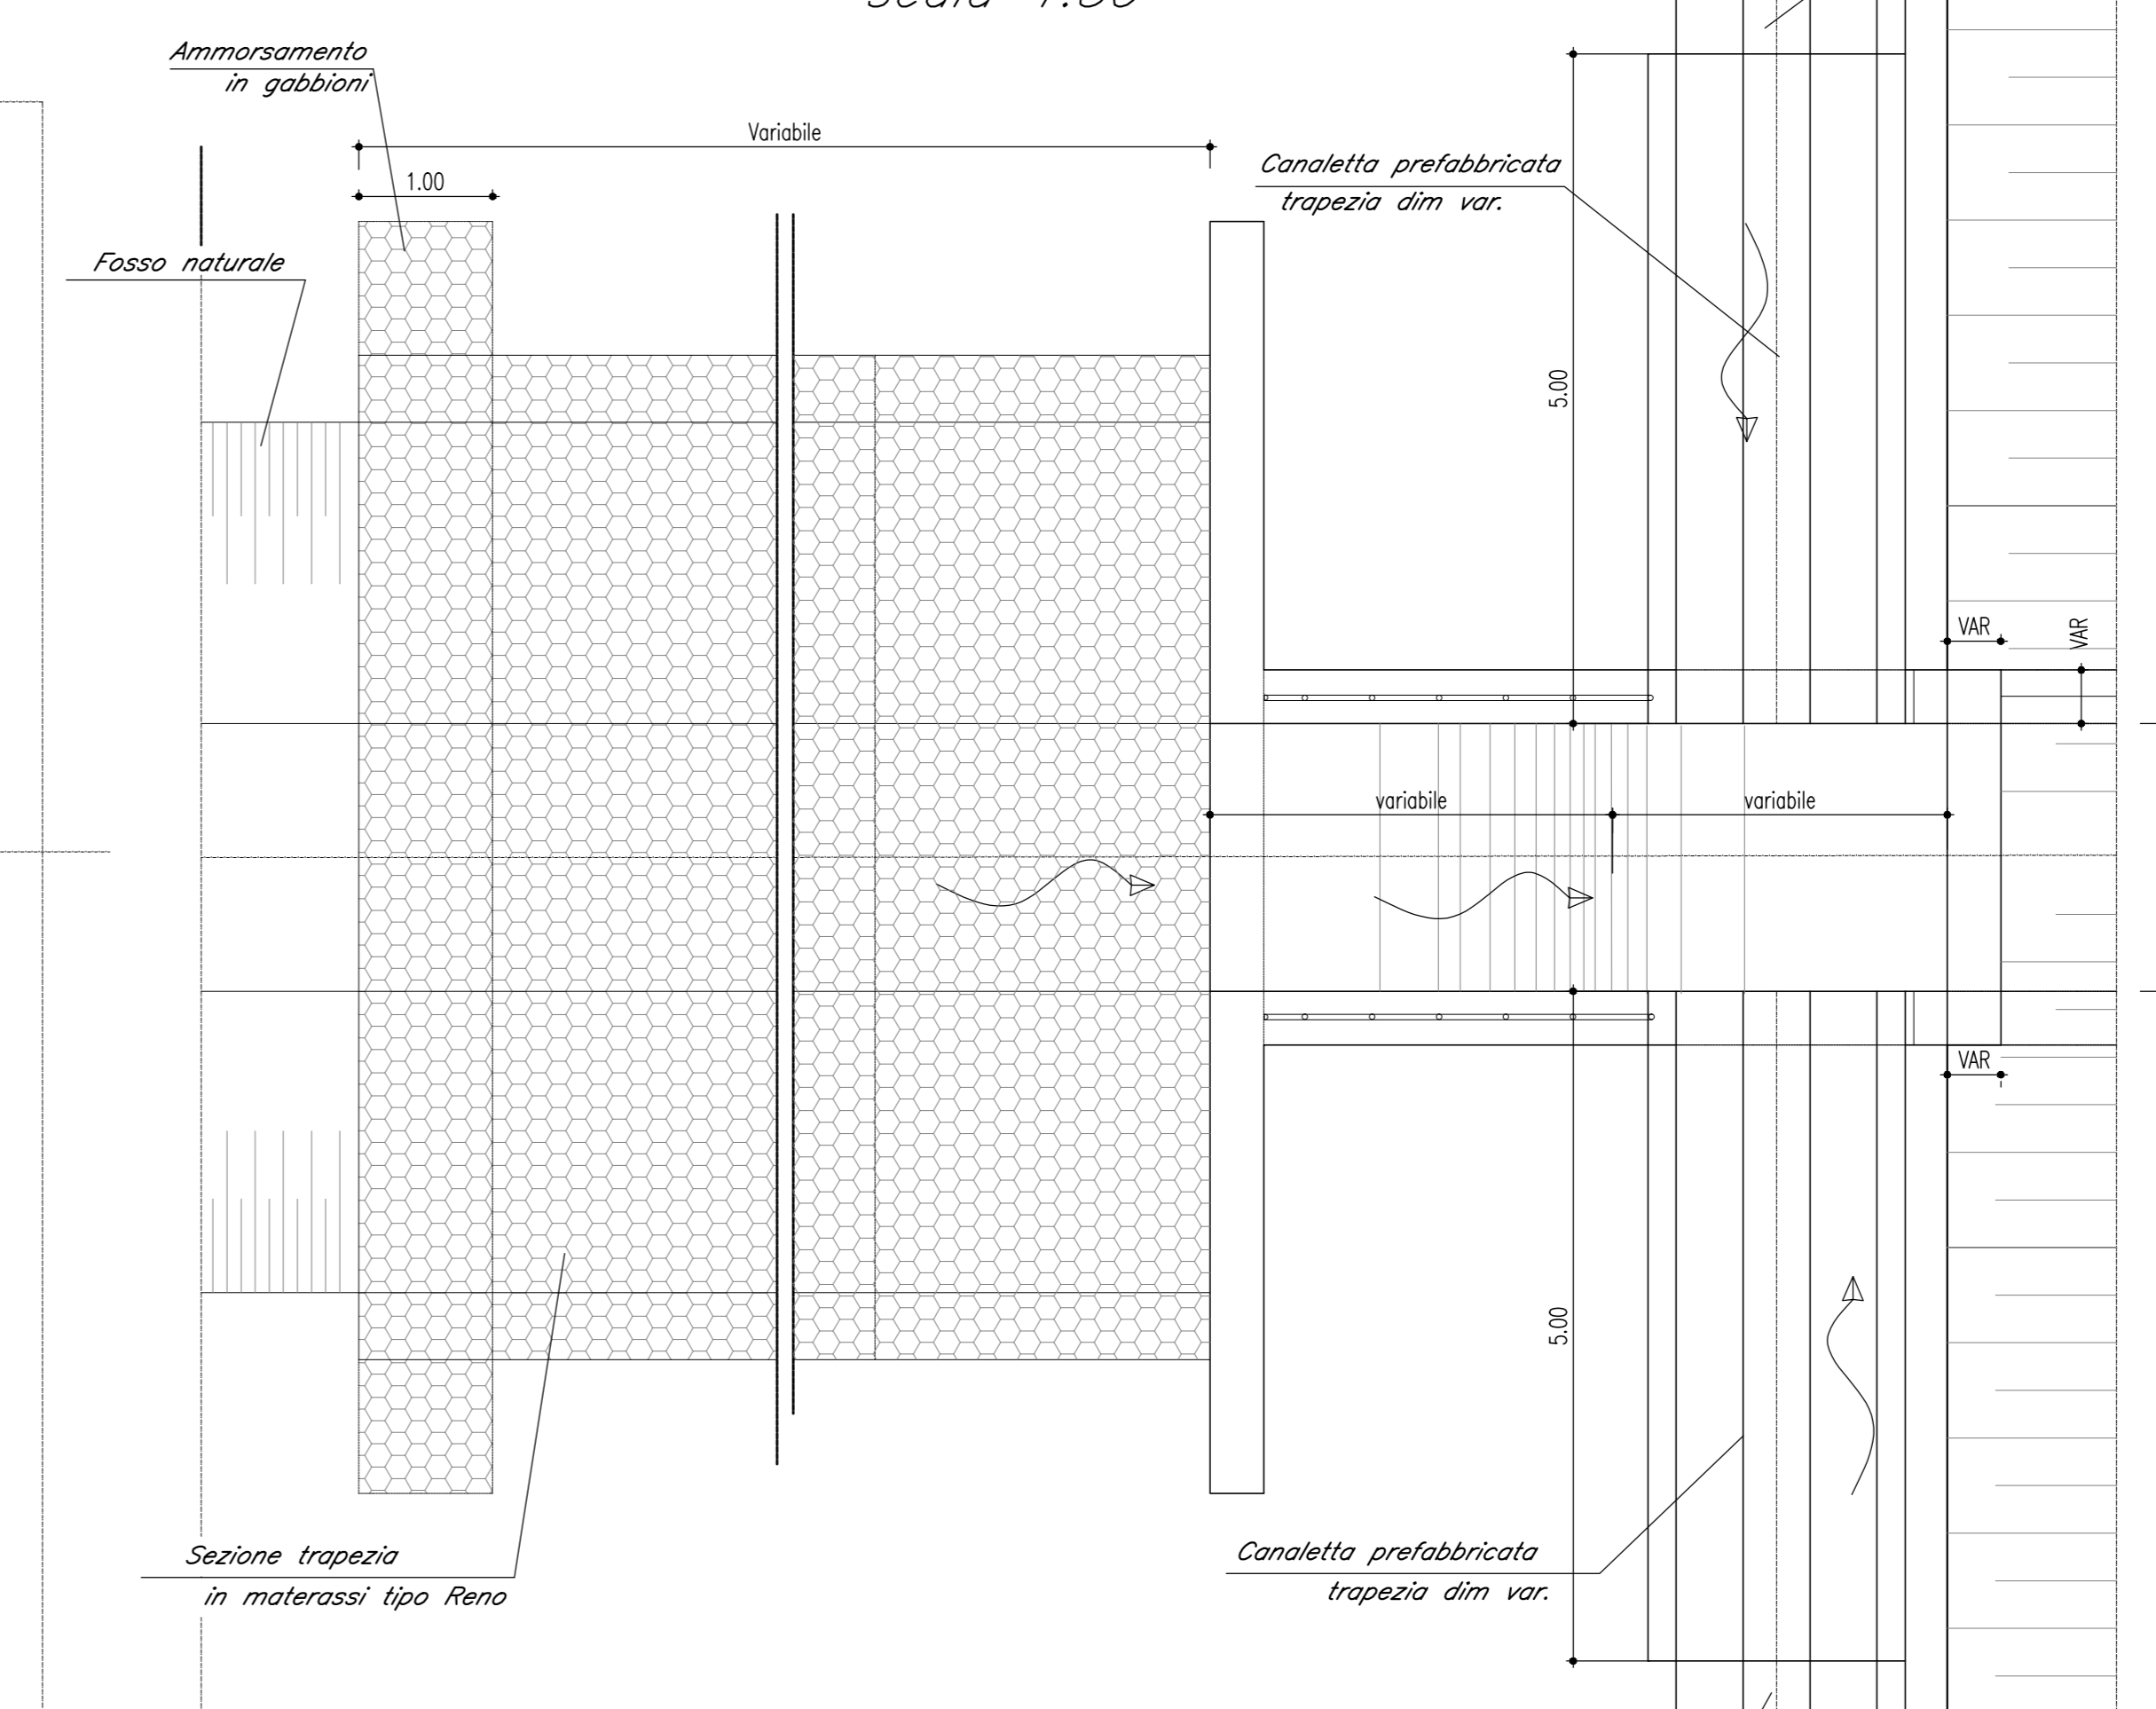 Ammorsamento
in gabbioni
Variabile
1.00
Canaletta prefabbricata
trapezia dim var.
Fosso naturale
5.00
VAR
VAR
variabile
variabile
VAR
5.00
Sezione trapezia
in materassi tipo Reno
Canaletta prefabbricata
trapezia dim var.